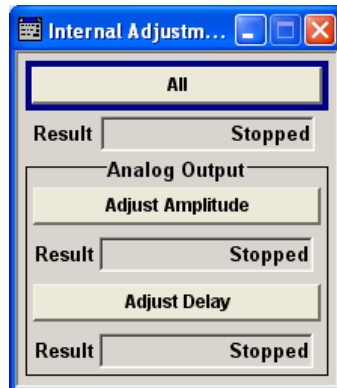 Internal Adjustm...
All
Result Stopped
Analog Output
Adjust Amplitude
Result Stopped
Adjust Delay
Result Stopped